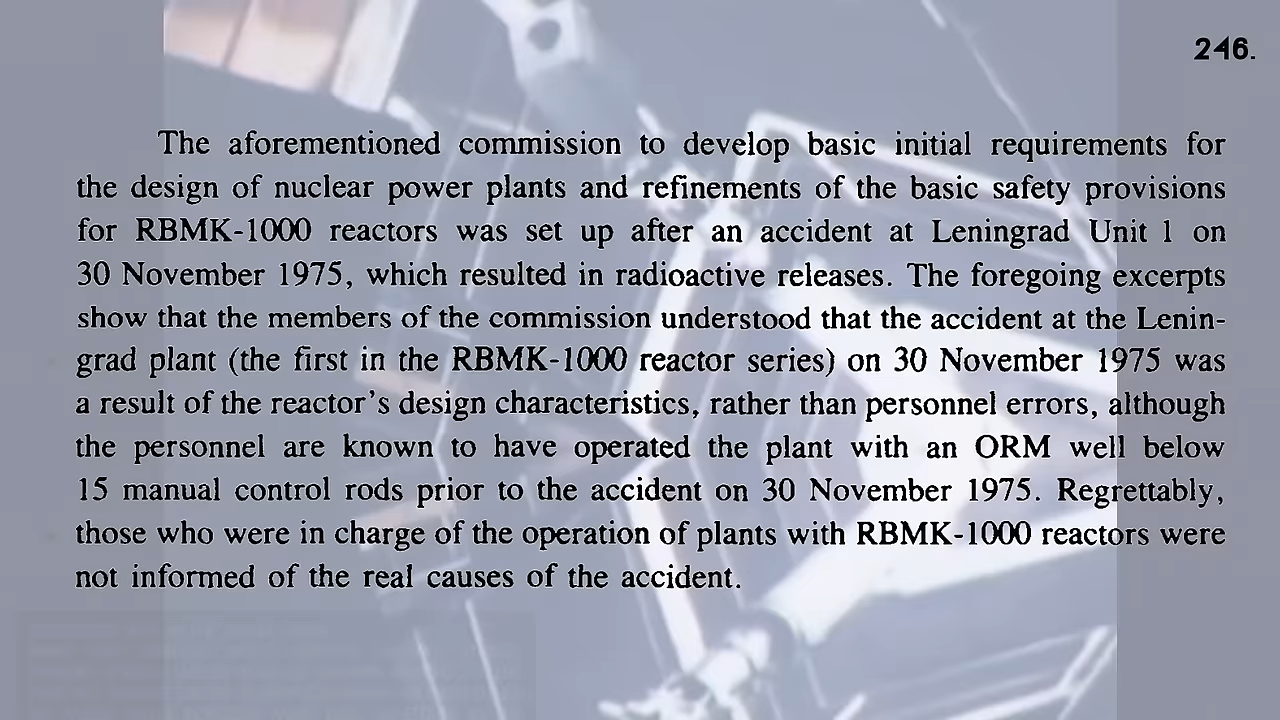 246.
The aforementioned commission to develop basic initial requirements for
the design of nuclear power plants and refinements of the basic safety provisions
for RBMK-1000 reactors was set up after an accident at Leningrad Unit 1 on
30 November 1975, which resulted in radioactive releases. The foregoing excerpts
show that the members of the commission understood that the accident at the Lenin-
grad plant (the first in the RBMK-1000 reactor series) on 30 November 1975 was
a result of the reactor's design characteristics, rather than personnel errors, although
the personnel are known to have operated the plant with an ORM well below
15 manual control rods prior to the accident on 30 November 1975. Regrettably,
those who were in charge of the operation of plants with RBMK-1000 reactors were
not informed of the real causes of the accident.